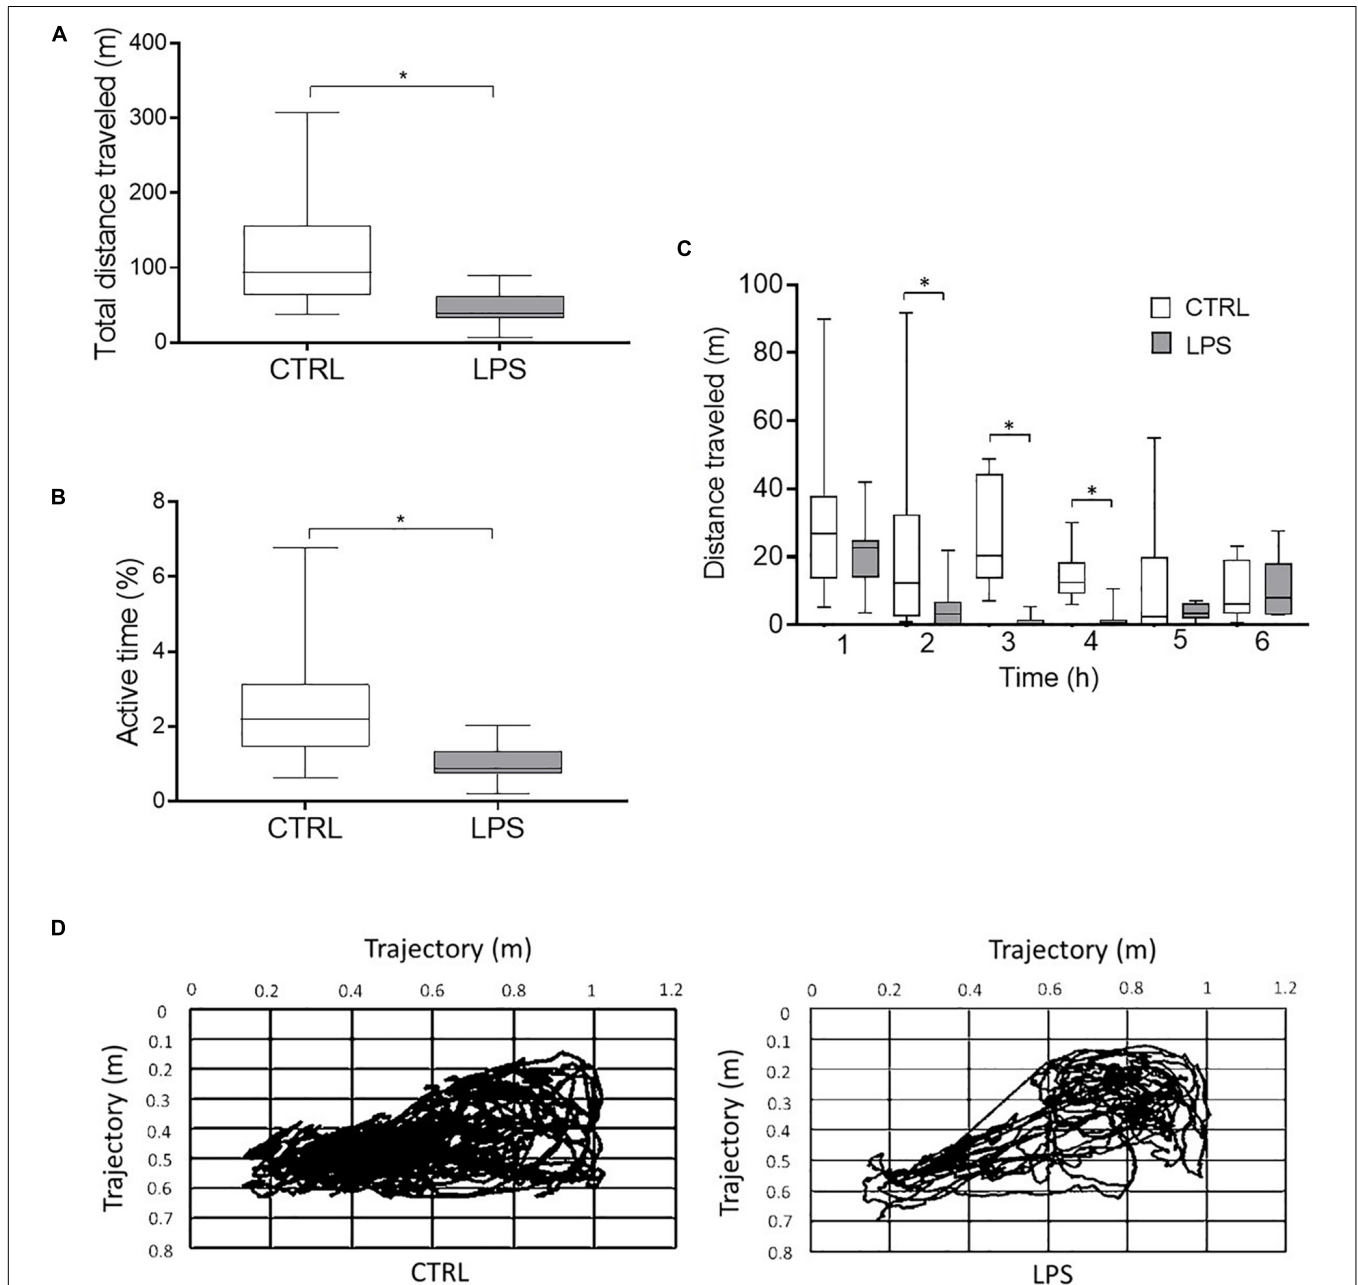 A
Total distance traveled (m)
400
300
200
100
0
*
CTRL LPS
B
Active time (%)
8
6
4
2
0
*
CTRL LPS
C
Distance traveled (m)
100
80
60
40
20
0
*
*
*
CTRL
LPS
1 2 3 4 5 6
Time (h)
D
Trajectory (m)
0 0.2 0.4 0.6 0.8 1 1.2
Trajectory (m)
0
0.1
0.2
0.3
0.4
0.5
0.6
0.7
0.8
CTRL
Trajectory (m)
0 0.2 0.4 0.6 0.8 1 1.2
Trajectory (m)
0
0.1
0.2
0.3
0.4
0.5
0.6
0.7
0.8
LPS